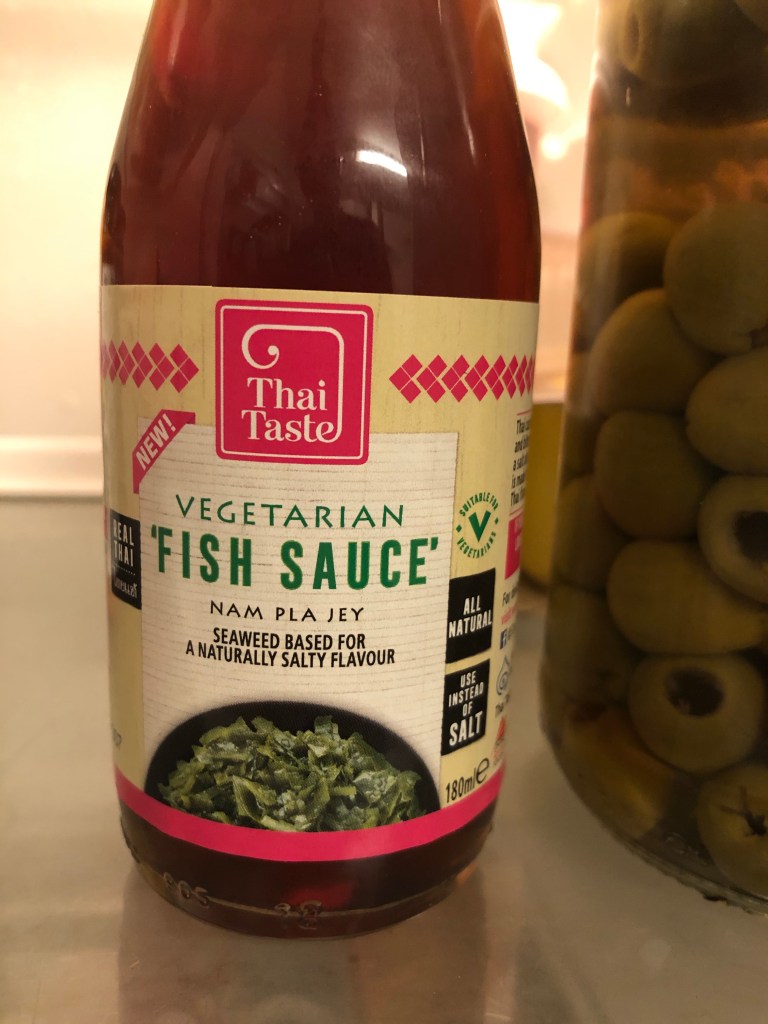 Thai
Taste
NEW!
VEGETARIAN
'FISH SAUCE'
NAM PLA JEY
SEAWEED BASED FOR
A NATURALLY SALTY FLAVOUR
REAL
THAI
SUITABLE FOR
VEGETARIANS
ALL
NATURAL
USE
INSTEAD
OF
SALT
180ml e